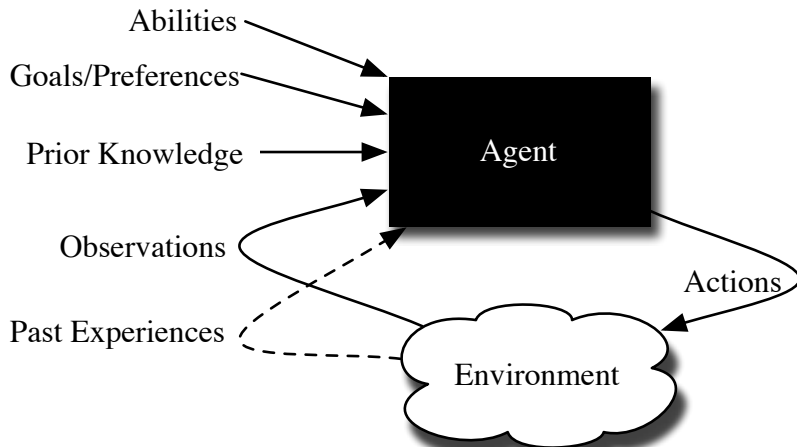 Abilities
Goals/Preferences
Prior Knowledge
Agent
Observations
Actions
Past Experiences
Environment